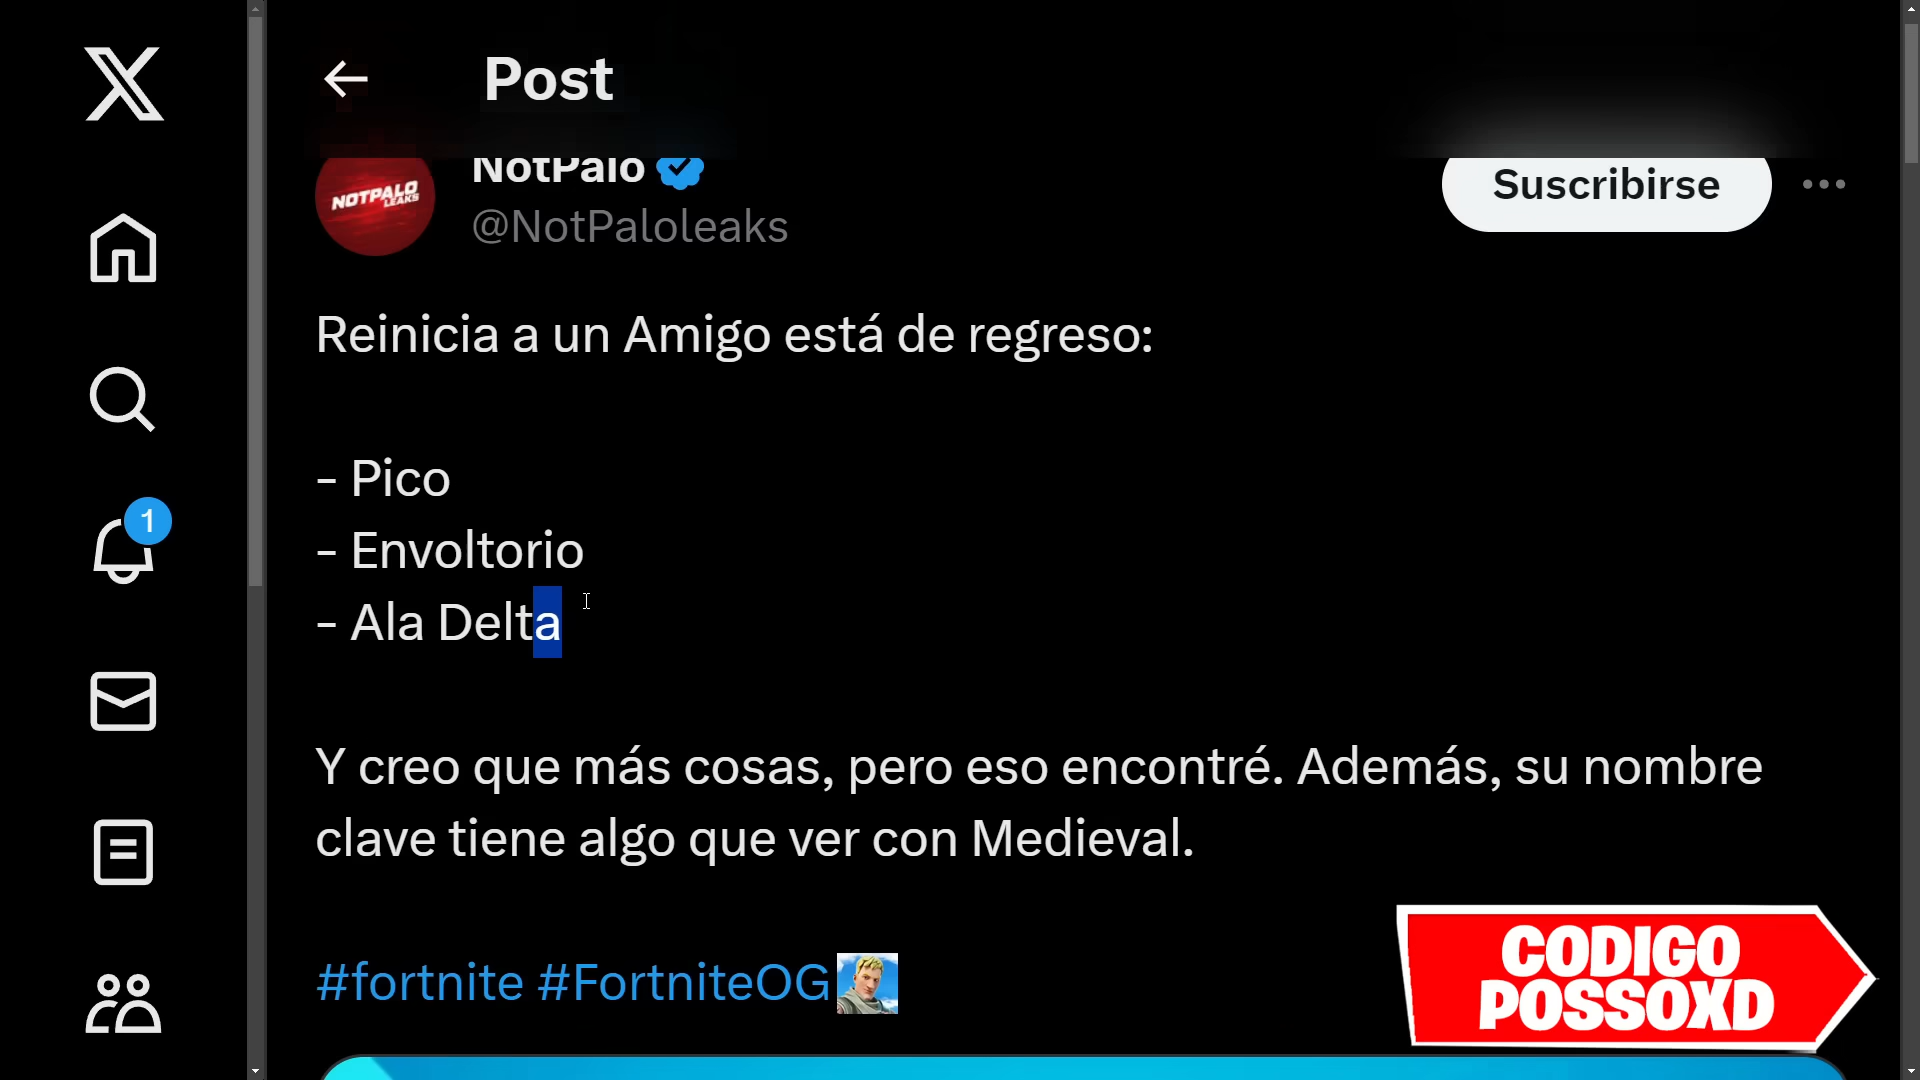 Post
NotPalo
@NotPaloleaks
Suscribirse
NOTPALO
LEAKS
Reinicia a un Amigo está de regreso:
- Pico
- Envoltorio
- Ala Delta
Y creo que más cosas, pero eso encontré. Además, su nombre
clave tiene algo que ver con Medieval.
#fortnite #FortniteOG
1
CODIGO
POSSOXD